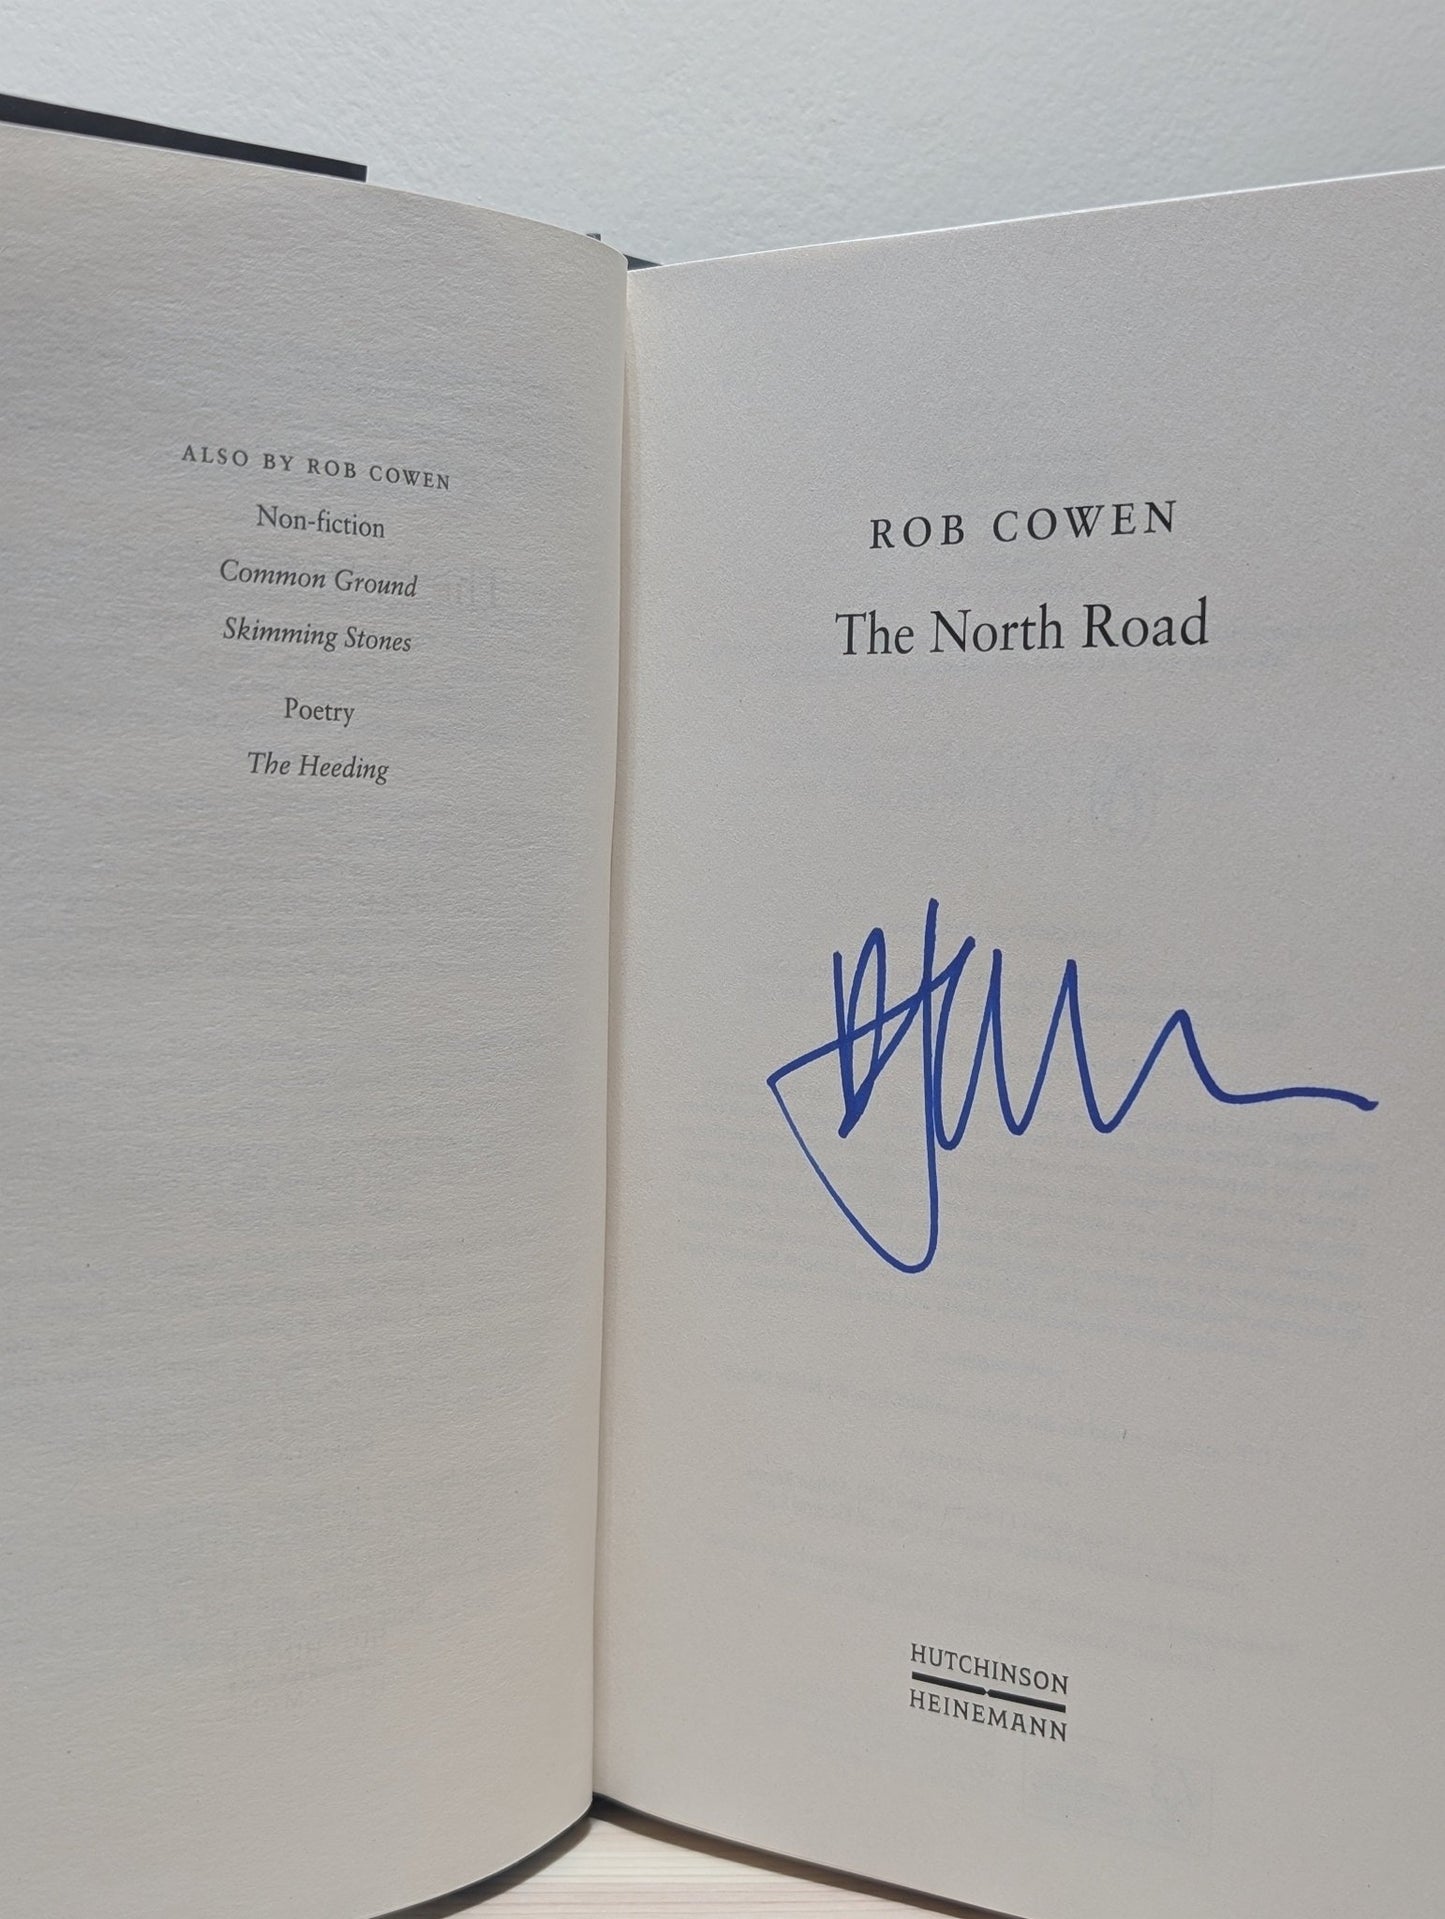 ALSO BY ROB COWEN
Non-fiction
Common Ground
Skimming Stones
Poetry
The Heeding
ROB COWEN
The North Road
HUTCHINSON
HEINEMANN